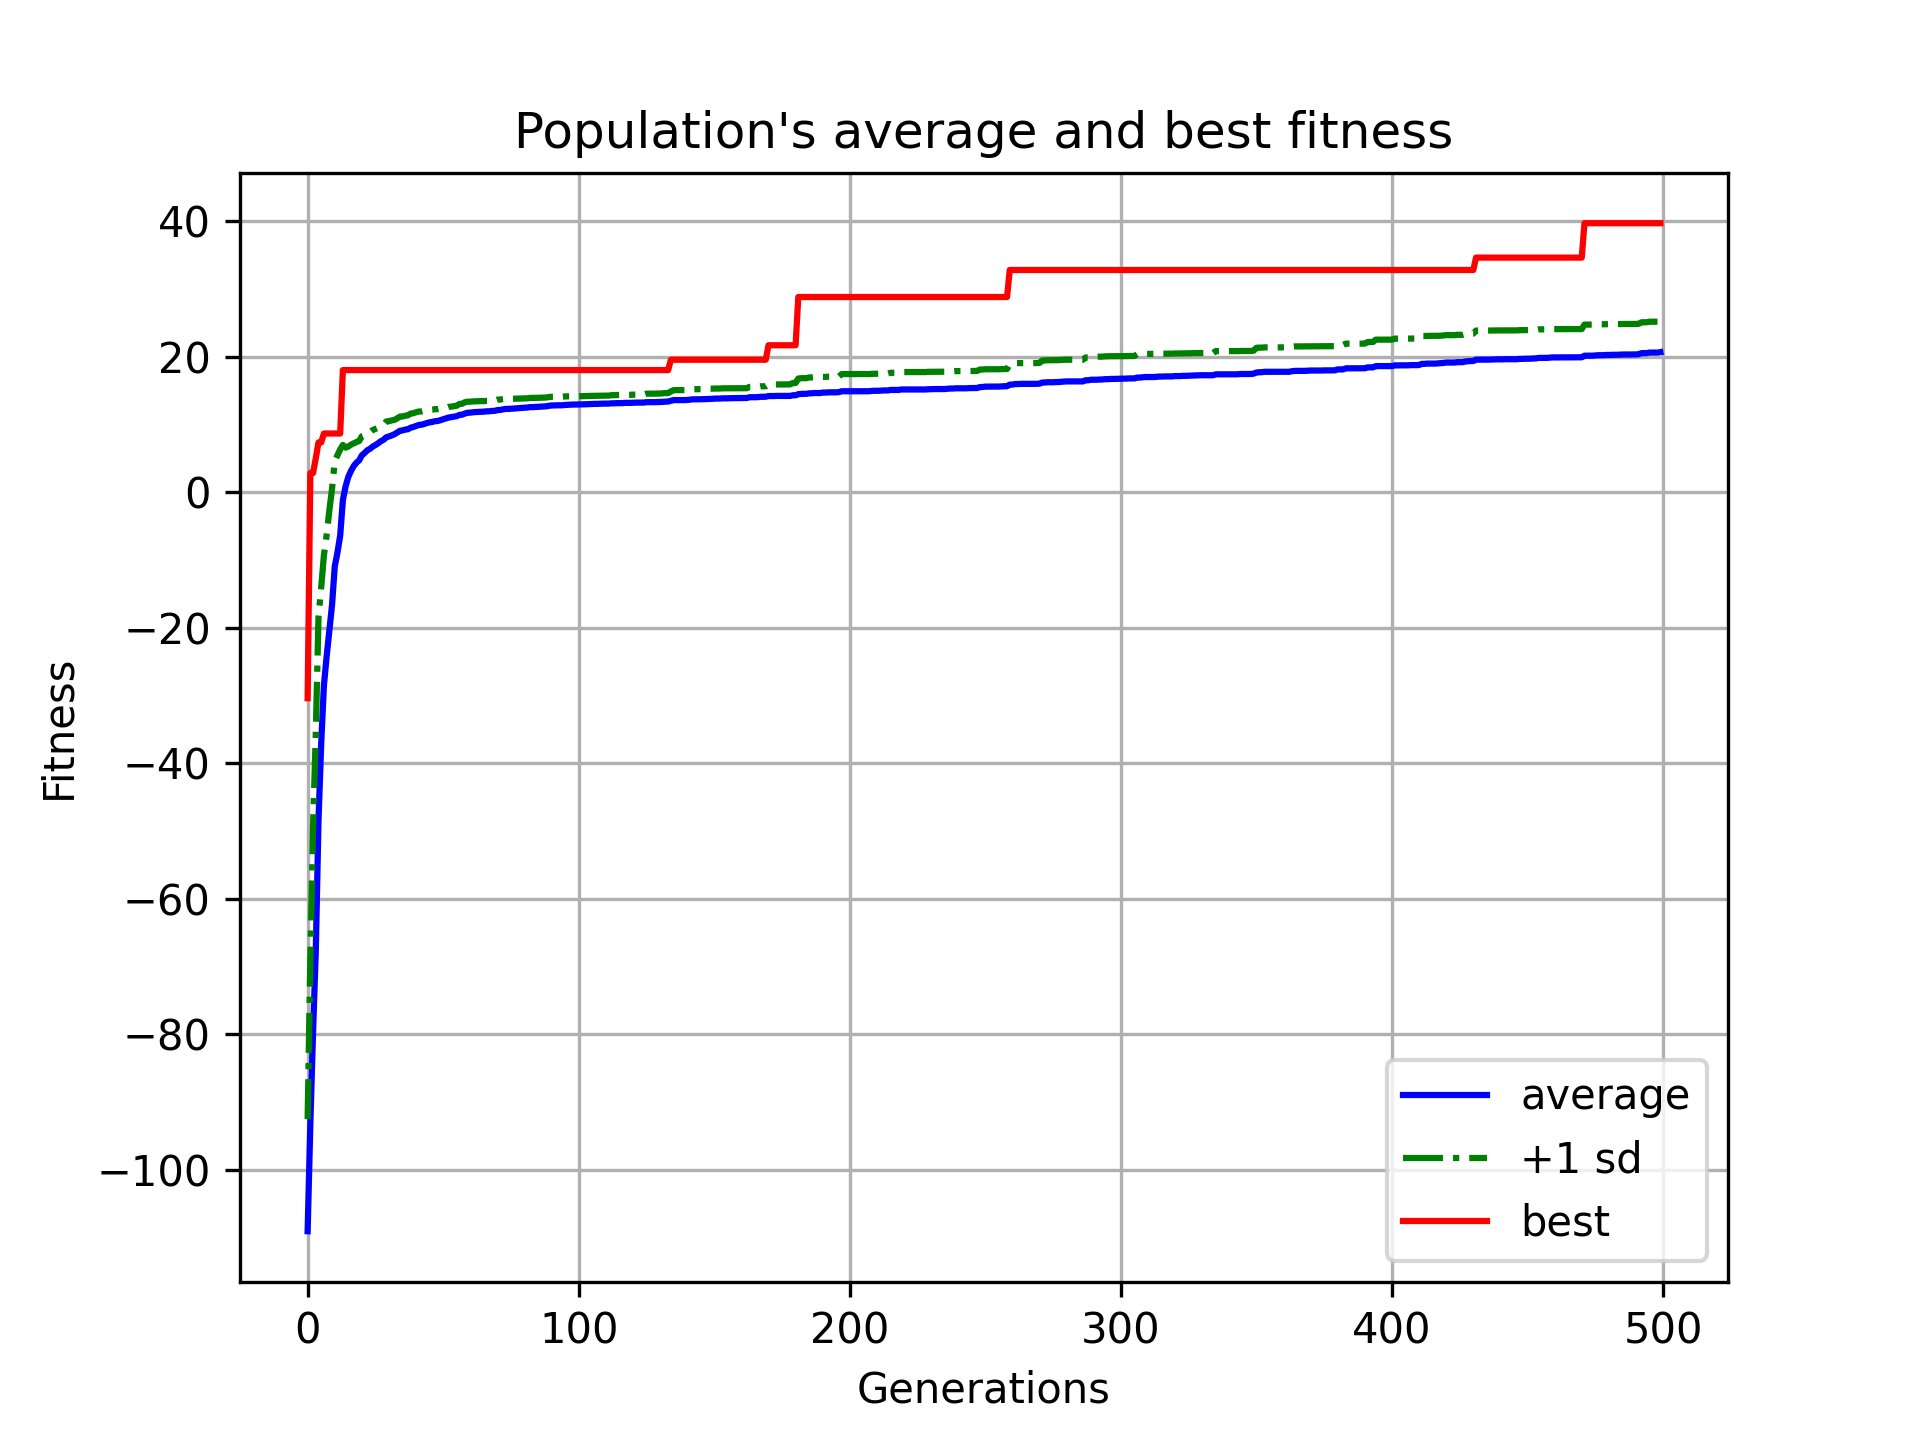 Population's average and best fitness
40
20
0
−20
−40
−60
−80
−100
Fitness
0 100 200 300 400 500
Generations
average
+1 sd
best